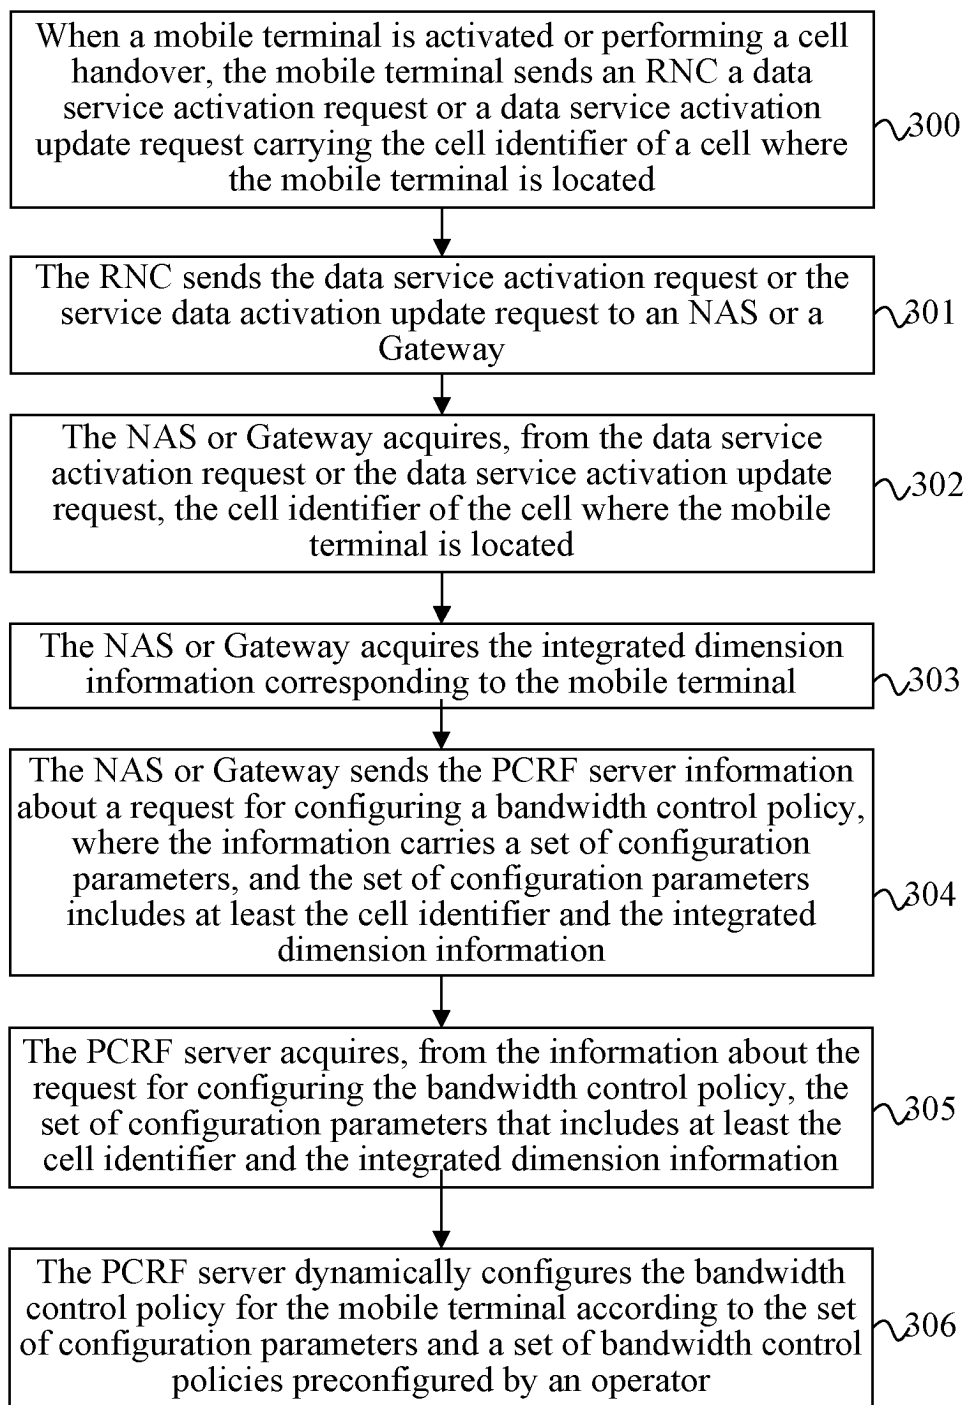 When a mobile terminal is activated or performing a cell
handover, the mobile terminal sends an RNC a data
service activation request or a data service activation
update request carrying the cell identifier of a cell where
the mobile terminal is located
300
The RNC sends the data service activation request or the
service data activation update request to an NAS or a
Gateway
301
The NAS or Gateway acquires, from the data service
activation request or the data service activation update
request, the cell identifier of the cell where the mobile
terminal is located
302
The NAS or Gateway acquires the integrated dimension
information corresponding to the mobile terminal
303
The NAS or Gateway sends the PCRF server information
about a request for configuring a bandwidth control policy,
where the information carries a set of configuration
parameters, and the set of configuration parameters
includes at least the cell identifier and the integrated
dimension information
304
The PCRF server acquires, from the information about the
request for configuring the bandwidth control policy, the
set of configuration parameters that includes at least the
cell identifier and the integrated dimension information
305
The PCRF server dynamically configures the bandwidth
control policy for the mobile terminal according to the set
of configuration parameters and a set of bandwidth control
policies preconfigured by an operator
306